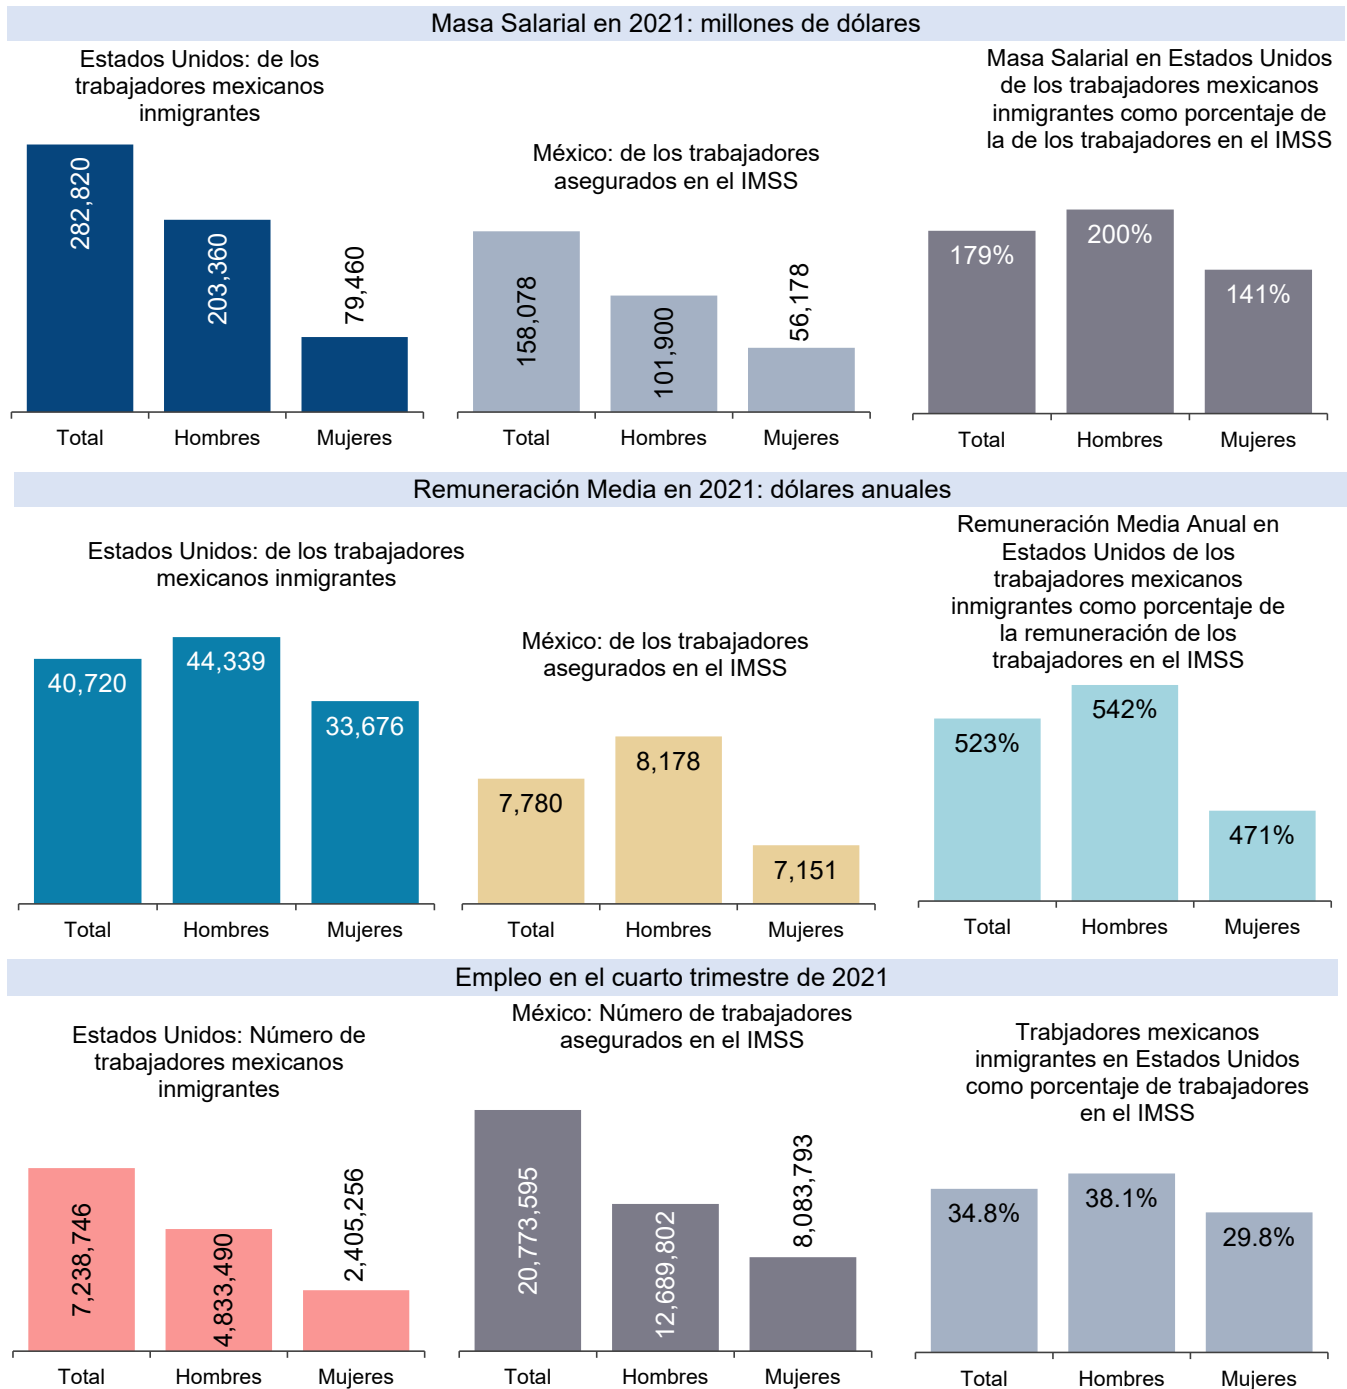 Masa Salarial en 2021: millones de dólares
Estados Unidos: de los
trabajadores mexicanos
inmigrantes
282,820
203,360
79,460
Total
Hombres
Mujeres
México: de los trabajadores
asegurados en el IMSS
158,078
101,900
56,178
Total
Hombres
Mujeres
Masa Salarial en Estados Unidos
de los trabajadores mexicanos
inmigrantes como porcentaje de
la de los trabajadores en el IMSS
179%
200%
141%
Total
Hombres
Mujeres
Remuneración Media en 2021: dólares anuales
Estados Unidos: de los trabajadores
mexicanos inmigrantes
40,720
44,339
33,676
Total
Hombres
Mujeres
México: de los trabajadores
asegurados en el IMSS
7,780
8,178
7,151
Total
Hombres
Mujeres
Remuneración Media Anual en
Estados Unidos de los
trabajadores mexicanos
inmigrantes como porcentaje de
la remuneración de los
trabajadores en el IMSS
523%
542%
471%
Total
Hombres
Mujeres
Empleo en el cuarto trimestre de 2021
Estados Unidos: Número de
trabajadores mexicanos
inmigrantes
7,238,746
4,833,490
2,405,256
Total
Hombres
Mujeres
México: Número de trabajadores
asegurados en el IMSS
20,773,595
12,689,802
8,083,793
Total
Hombres
Mujeres
Trabjadores mexicanos
inmigrantes en Estados Unidos
como porcentaje de trabajadores
en el IMSS
34.8%
38.1%
29.8%
Total
Hombres
Mujeres